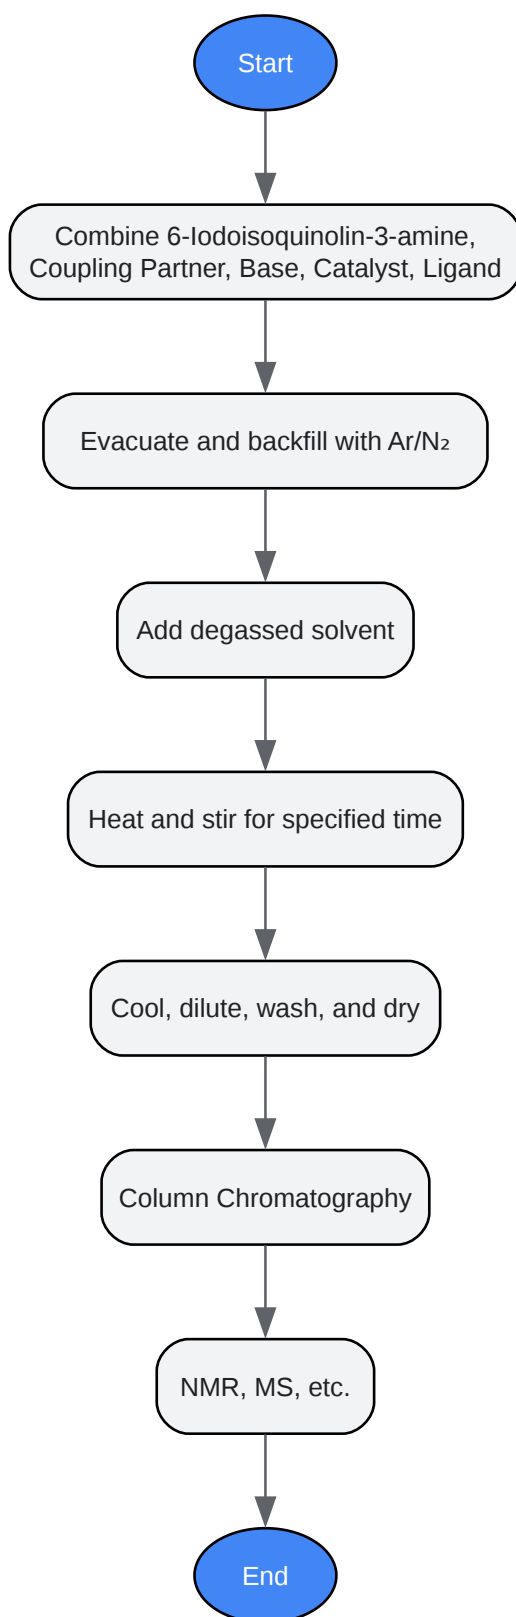 Start
Combine 6-Iodoisoquinolin-3-amine,
Coupling Partner, Base, Catalyst, Ligand
Evacuate and backfill with Ar/N₂
Add degassed solvent
Heat and stir for specified time
Cool, dilute, wash, and dry
Column Chromatography
NMR, MS, etc.
End